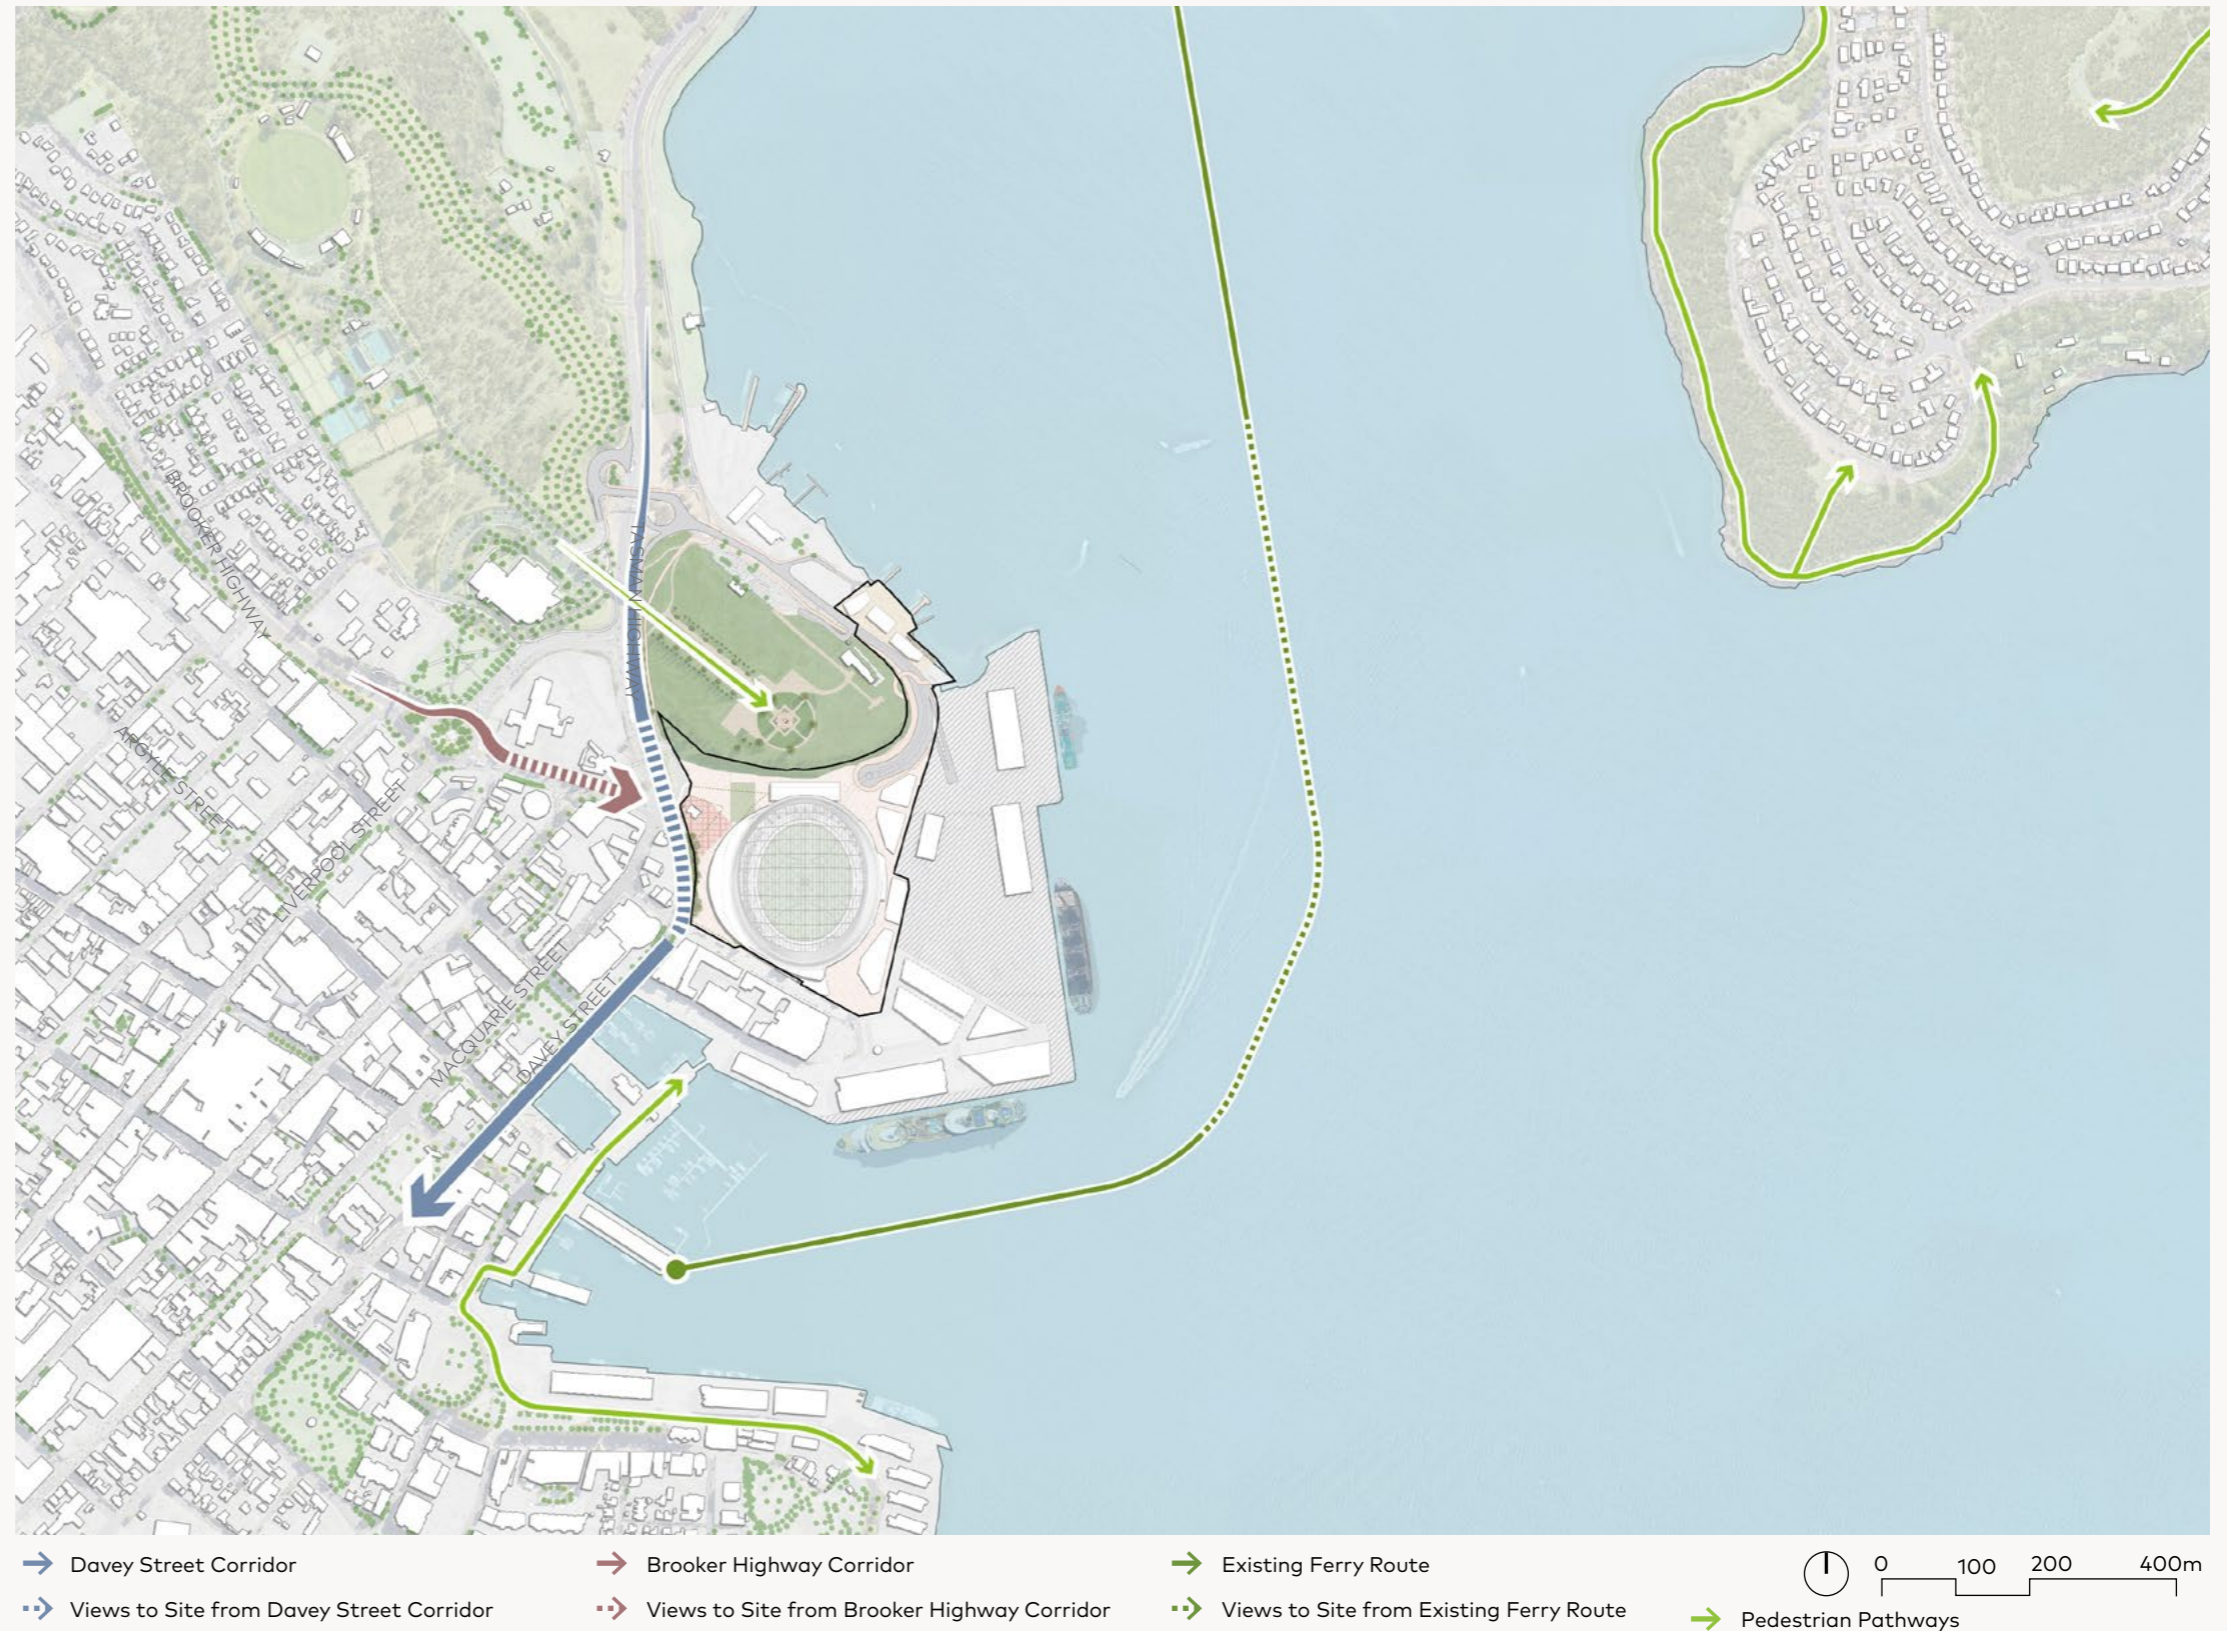 BROOKER HIGHWAY
TASMAN HIGHWAY
ARGYLE STREET
LIVERPOOL STREET
MACQUARIE STREET
DAVEY STREET
Davey Street Corridor
Brooker Highway Corridor
Existing Ferry Route
0 100 200 400m
Views to Site from Davey Street Corridor
Views to Site from Brooker Highway Corridor
Views to Site from Existing Ferry Route
Pedestrian Pathways